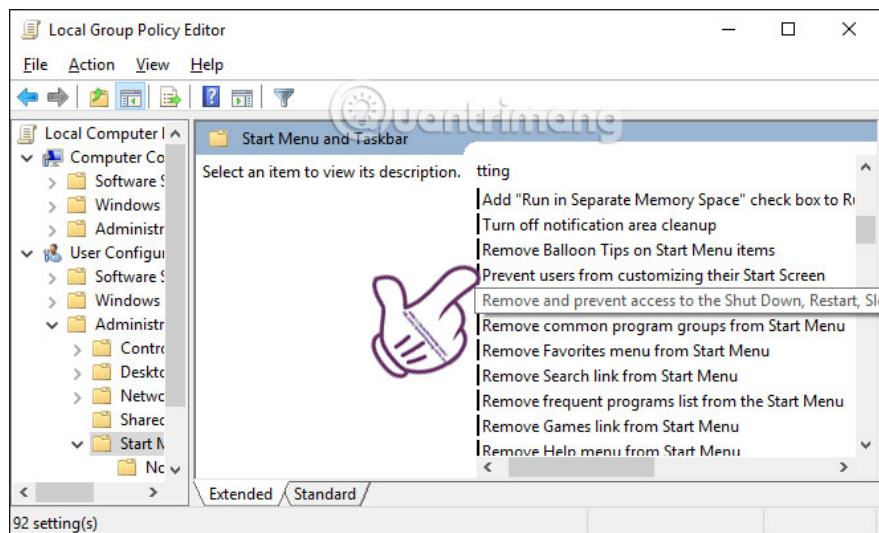 Local Group Policy Editor
File Action View Help
Quantrimang
Local Computer
Computer Co
Software S
Windows
Administr
User Configur
Software S
Windows
Administr
Contro
Deskto
Netwo
Shared
Start M
No
Start Menu and Taskbar
Select an item to view its description.
tting
Add "Run in Separate Memory Space" check box to Ru
Turn off notification area cleanup
Remove Balloon Tips on Start Menu items
Prevent users from customizing their Start Screen
Remove and prevent access to the Shut Down, Restart, Sle
Remove common program groups from Start Menu
Remove Favorites menu from Start Menu
Remove Search link from Start Menu
Remove frequent programs list from the Start Menu
Remove Games link from Start Menu
Remove Help menu from Start Menu
Extended Standard
92 setting(s)